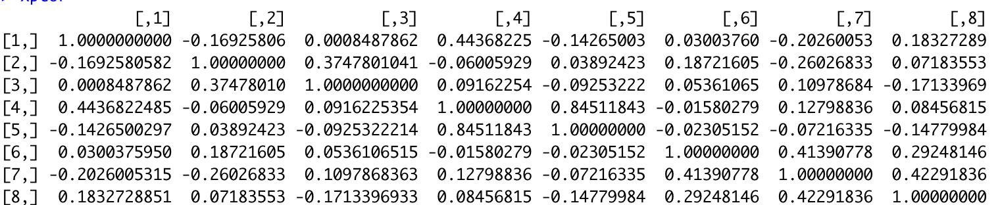 > Xpcor
[,1] [,2] [,3] [,4] [,5] [,6] [,7] [,8]
[1,] 1.0000000000 -0.16925806 0.0008487862 0.44368225 -0.14265003 0.03003760 -0.20260053 0.18327289
[2,] -0.1692580582 1.00000000 0.3747801041 -0.06005929 0.03892423 0.18721605 -0.26026833 0.07183553
[3,] 0.0008487862 0.37478010 1.0000000000 0.09162254 -0.09253222 0.05361065 0.10978684 -0.17133969
[4,] 0.4436822485 -0.06005929 0.0916225354 1.00000000 0.84511843 -0.01580279 0.12798836 0.08456815
[5,] -0.1426500297 0.03892423 -0.0925322214 0.84511843 1.00000000 -0.02305152 -0.07216335 -0.14779984
[6,] 0.0300375950 0.18721605 0.0536106515 -0.01580279 -0.02305152 1.00000000 0.41390778 0.29248146
[7,] -0.2026005315 -0.26026833 0.1097868363 0.12798836 -0.07216335 0.41390778 1.00000000 0.42291836
[8,] 0.1832728851 0.07183553 -0.1713396933 0.08456815 -0.14779984 0.29248146 0.42291836 1.00000000